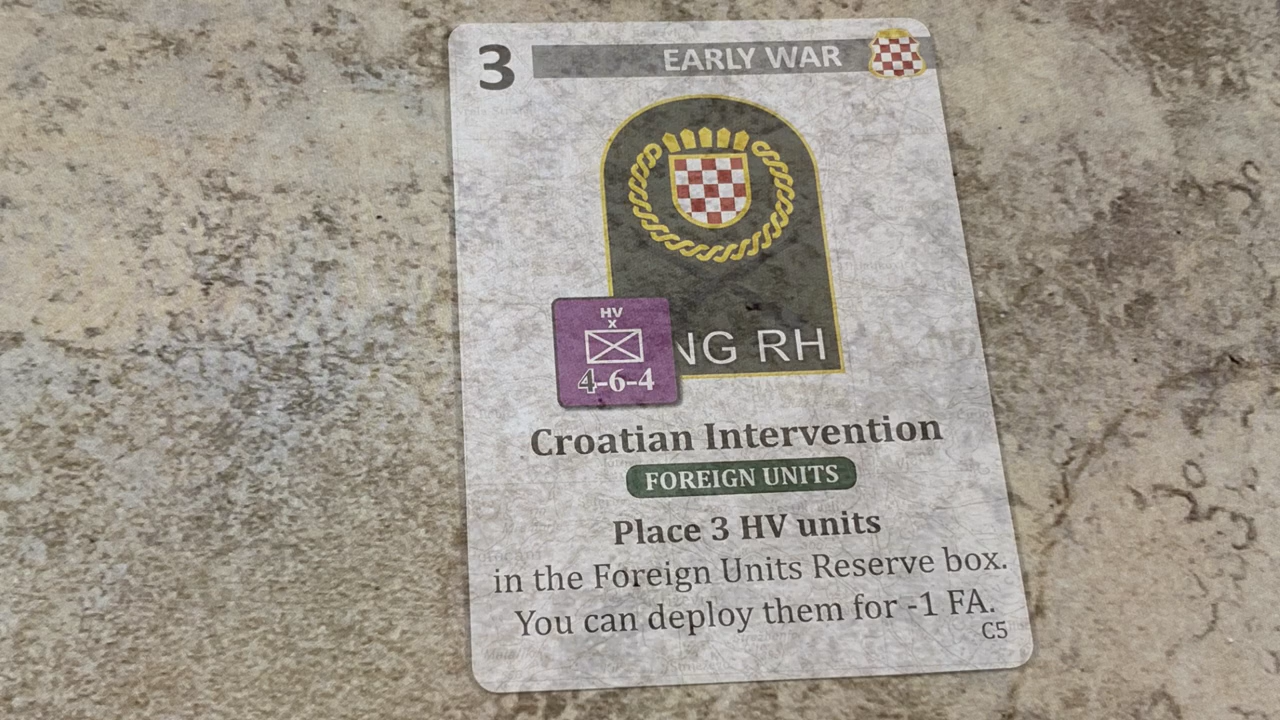 3 EARLY WAR
HV
X
4-6-4
NG RH
Croatian Intervention
FOREIGN UNITS
Place 3 HV units
in the Foreign Units Reserve box.
You can deploy them for -1 FA.
C5